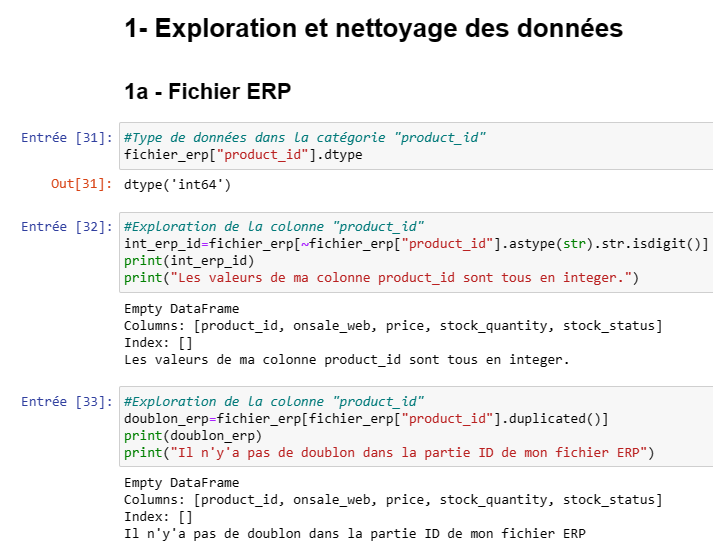 1- Exploration et nettoyage des données
1a - Fichier ERP
Entrée [31]: #Type de données dans la catégorie "product_id"
fichier_erp["product_id"].dtype
Out[31]: dtype('int64')
Entrée [32]: #Exploration de la colonne "product_id"
int_erp_id=fichier_erp[~fichier_erp["product_id"].astype(str).str.isdigit()]
print(int_erp_id)
print("Les valeurs de ma colonne product_id sont tous en integer.")
Empty DataFrame
Columns: [product_id, onsale_web, price, stock_quantity, stock_status]
Index: []
Les valeurs de ma colonne product_id sont tous en integer.
Entrée [33]: #Exploration de la colonne "product_id"
doublon_erp=fichier_erp[fichier_erp["product_id"].duplicated()]
print(doublon_erp)
print("Il n'y'a pas de doublon dans la partie ID de mon fichier ERP")
Empty DataFrame
Columns: [product_id, onsale_web, price, stock_quantity, stock_status]
Index: []
Il n'y'a pas de doublon dans la partie ID de mon fichier ERP